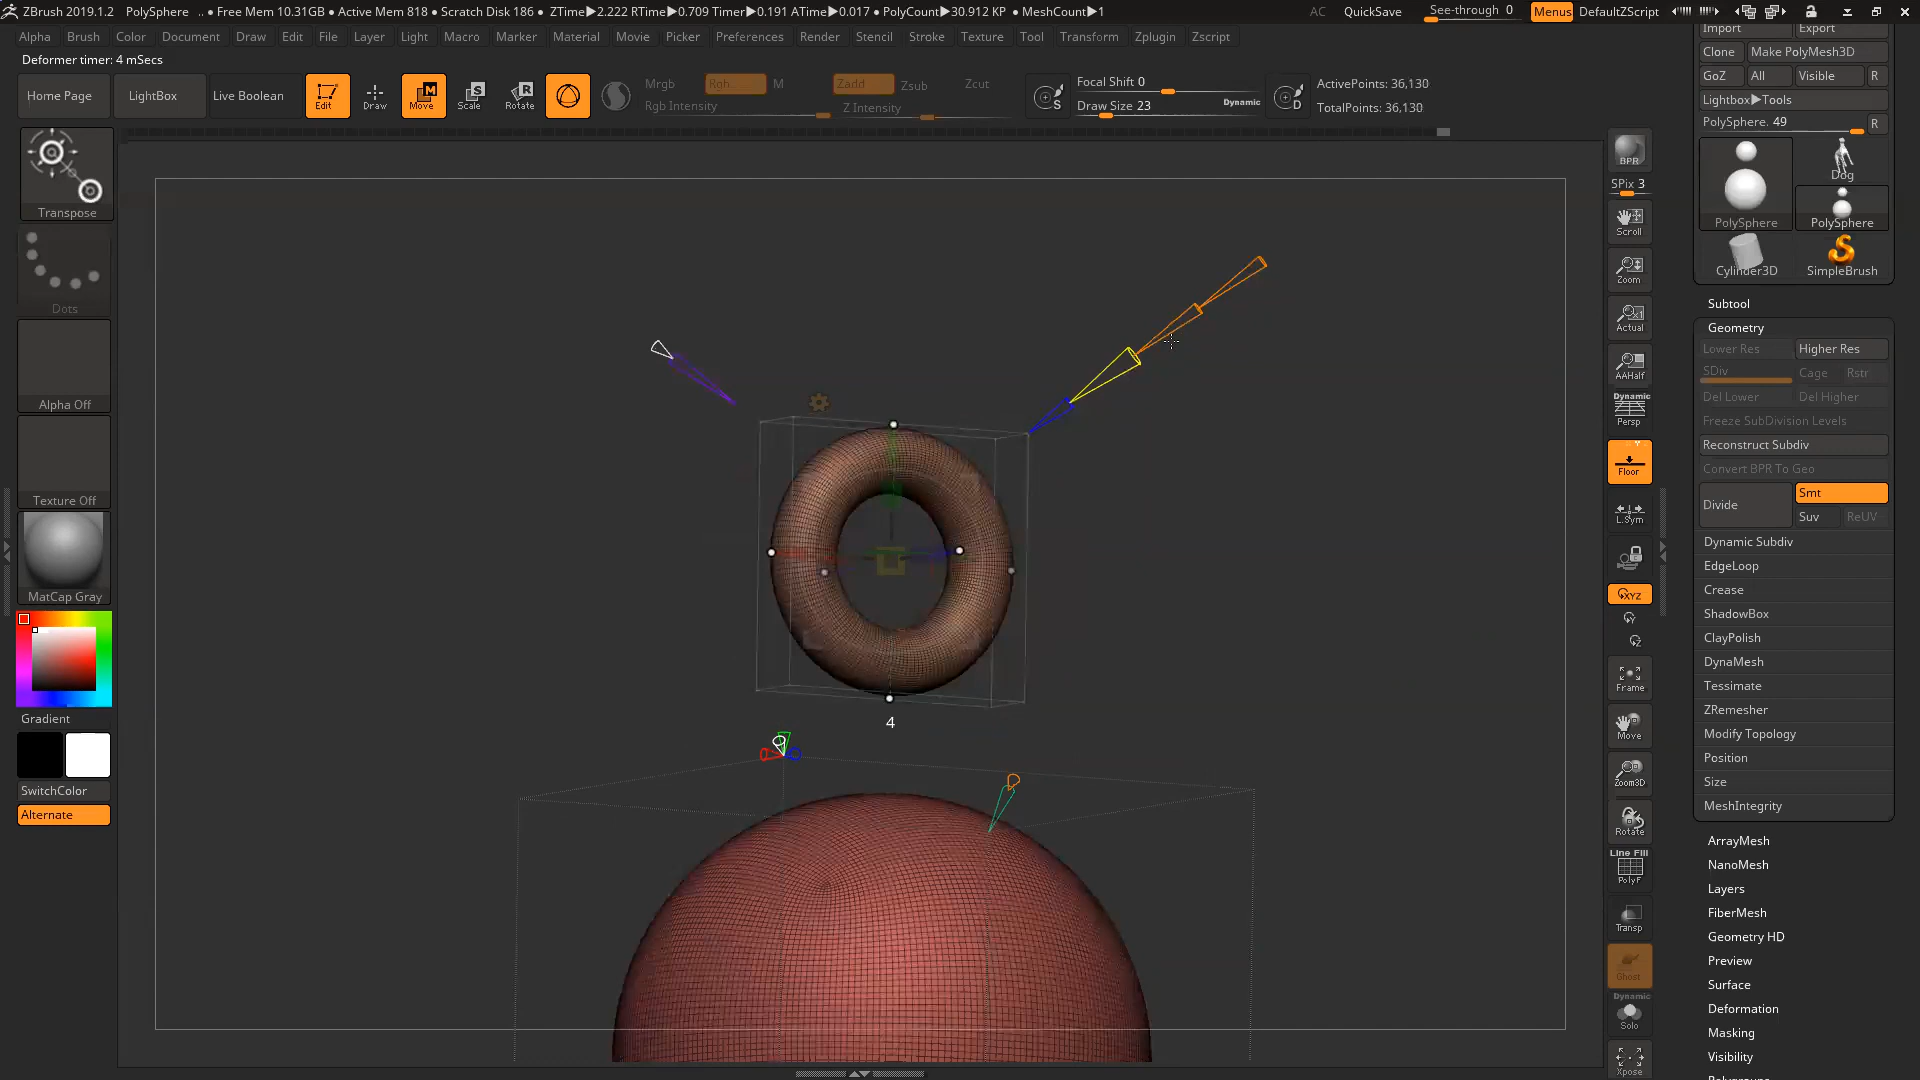 ZBrush 2019.1.2 PolySphere .. ● Free Mem 10.31GB ● Active Mem 818 ● Scratch Disk 186 ● ZTime▶2.222 RTime▶0.709 Timer▶0.191 ATime▶0.017 ● PolyCount▶30.912 KP ● MeshCount▶1 AC QuickSave See-through 0 Menus DefaultZScript
Alpha Brush Color Document Draw Edit File Layer Light Macro Marker Material Movie Picker Preferences Render Stencil Stroke Texture Tool Transform Zplugin Zscript
Deformer timer: 4 mSecs
Home Page LightBox Live Boolean Edit Draw Move Scale Rotate
Mrgb Rgb M Zadd Zsub Zcut
Rgb Intensity Z Intensity
S Focal Shift 0
Draw Size 23 Dynamic
D ActivePoints: 36,130
TotalPoints: 36,130
Transpose
Dots
Alpha Off
Texture Off
MatCap Gray
Gradient
SwitchColor
Alternate
4
BPR
SPix 3
Scroll
Zoom
Actual
AAHalf
Dynamic
Persp
Floor
L.Sym
XYZ
Y
Z
Frame
Move
Zoom3D
Rotate
Line Fill
PolyF
Transp
Ghost
Dynamic
Solo
Xpose
Import Export
Clone Make PolyMesh3D
GoZ All Visible R
Lightbox▶Tools
PolySphere. 49 R
Dog
PolySphere PolySphere
Cylinder3D SimpleBrush
Subtool
Geometry
Lower Res Higher Res
SDiv Cage Rstr
Del Lower Del Higher
Freeze SubDivision Levels
Reconstruct Subdiv
Convert BPR To Geo
Divide Smt
Suv ReUV
Dynamic Subdiv
EdgeLoop
Crease
ShadowBox
ClayPolish
DynaMesh
Tessimate
ZRemesher
Modify Topology
Position
Size
MeshIntegrity
ArrayMesh
NanoMesh
Layers
FiberMesh
Geometry HD
Preview
Surface
Deformation
Masking
Visibility